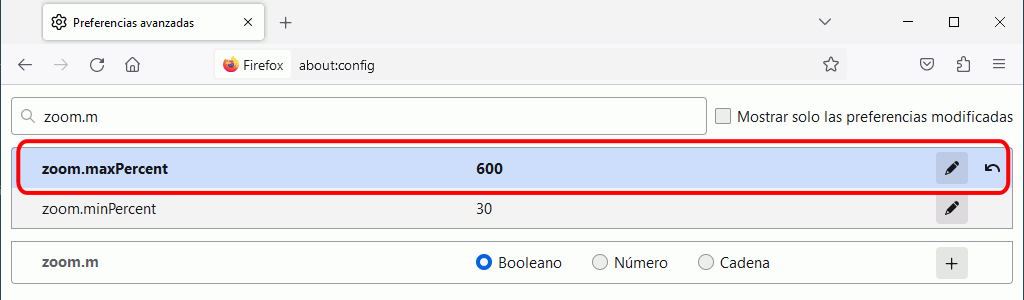 Preferencias avanzadas
Firefox about:config
zoom.m Mostrar solo las preferencias modificadas
zoom.maxPercent 600
zoom.minPercent 30
zoom.m Booleano Número Cadena